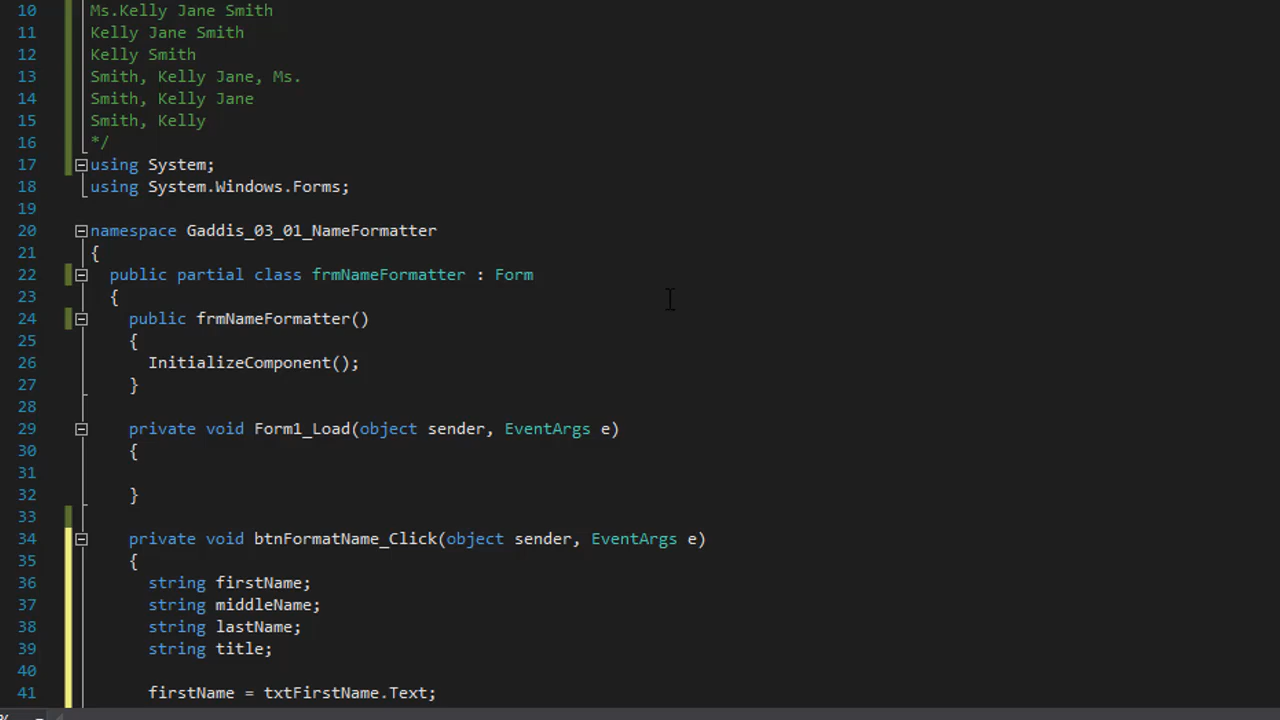 10 Ms.Kelly Jane Smith
11 Kelly Jane Smith
12 Kelly Smith
13 Smith, Kelly Jane, Ms.
14 Smith, Kelly Jane
15 Smith, Kelly
16 */
17 using System;
18 using System.Windows.Forms;
19
20 namespace Gaddis_03_01_NameFormatter
21 {
22 public partial class frmNameFormatter : Form
23 {
24 public frmNameFormatter()
25 {
26 InitializeComponent();
27 }
28
29 private void Form1_Load(object sender, EventArgs e)
30 {
31
32 }
33
34 private void btnFormatName_Click(object sender, EventArgs e)
35 {
36 string firstName;
37 string middleName;
38 string lastName;
39 string title;
40
41 firstName = txtFirstName.Text;